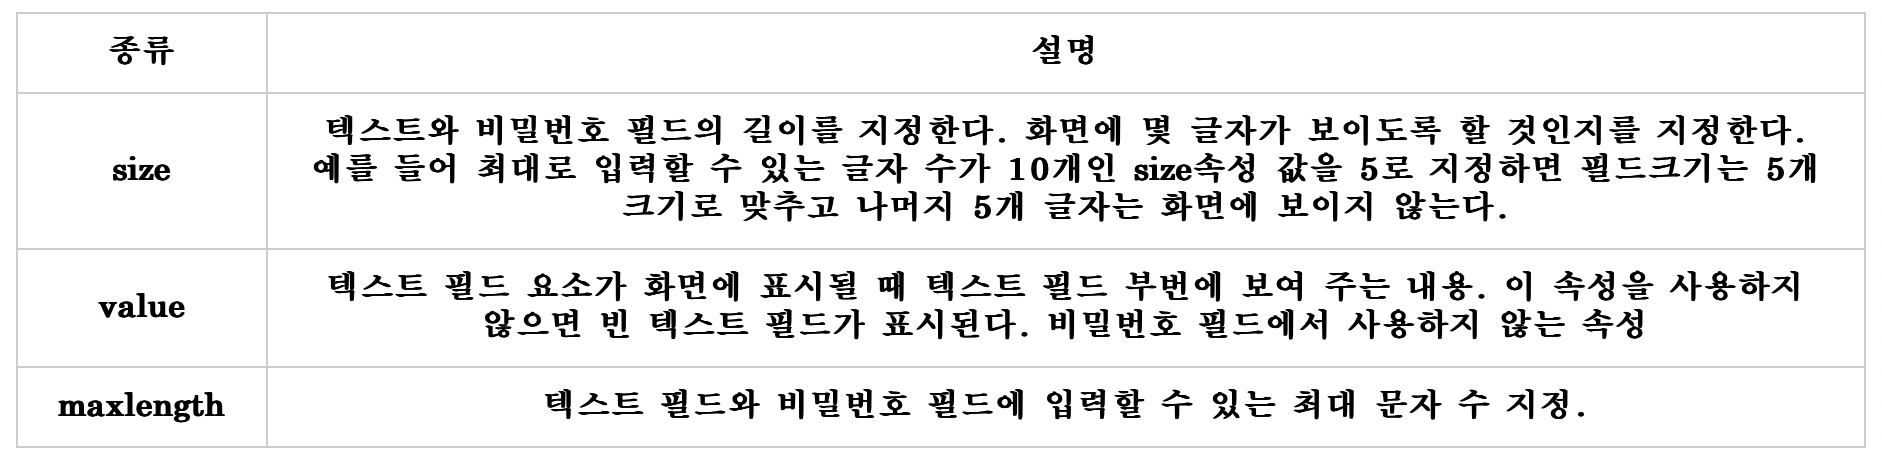 종류
설명
size
텍스트와 비밀번호 필드의 길이를 지정한다. 화면에 몇 글자가 보이도록 할 것인지를 지정한다.
예를 들어 최대로 입력할 수 있는 글자 수가 10개인 size속성 값을 5로 지정하면 필드크기는 5개
크기로 맞추고 나머지 5개 글자는 화면에 보이지 않는다.
value
텍스트 필드 요소가 화면에 표시될 때 텍스트 필드 부번에 보여 주는 내용. 이 속성을 사용하지
않으면 빈 텍스트 필드가 표시된다. 비밀번호 필드에서 사용하지 않는 속성
maxlength
텍스트 필드와 비밀번호 필드에 입력할 수 있는 최대 문자 수 지정.